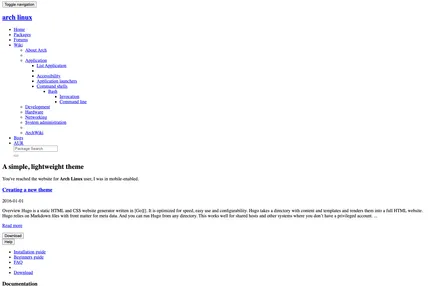 Toggle navigation
arch linux
Home
Packages
Forums
Wiki
About Arch
Application
List Application
Accessibility
Application launchers
Command shells
Bash
Invocation
Command line
Development
Hardware
Networking
System administration
ArchWiki
Bugs
AUR
Package Search
A simple, lightweight theme
You've reached the website for Arch Linux user, I was in mobile-enabled.
Creating a new theme
2016-01-01
Overview Hugo is a static HTML and CSS website generator written in [Go][]. It is optimized for speed, easy use and configurability. Hugo takes a directory with content and templates and renders them into a full HTML website.
Hugo relies on Markdown files with front matter for meta data. And you can run Hugo from any directory. This works well for shared hosts and other systems where you don't have a privileged account. ...
Read more
Download
Help
Installation guide
Beginners guide
FAQ
Download
Documentation